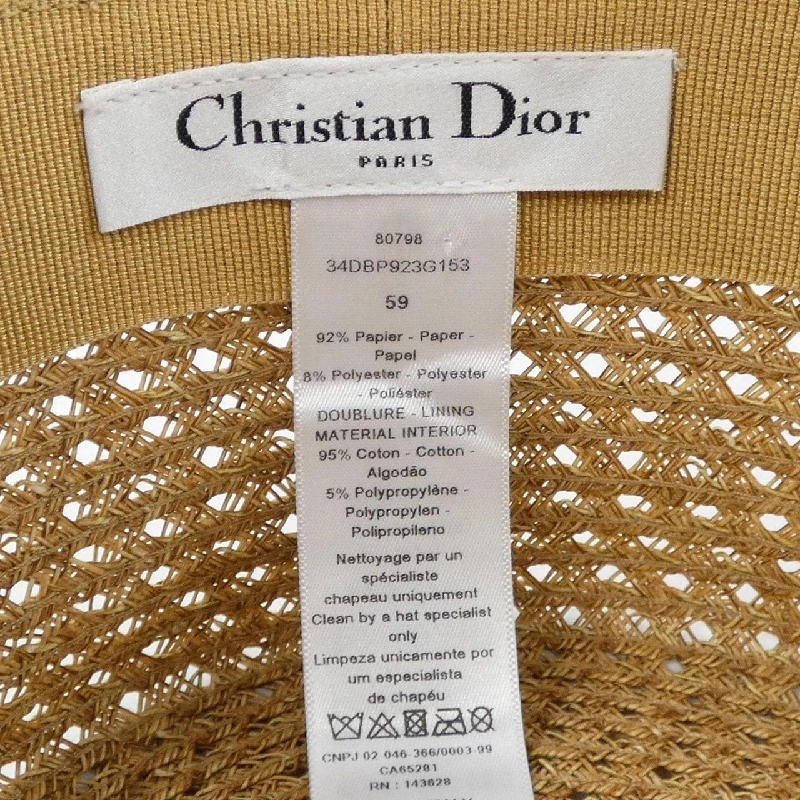 Christian Dior
PARIS
80798
34DBP923G153
59
92% Papier - Paper -
Papel
8% Polyester - Polyester
- Poliéster
DOUBLURE - LINING
MATERIAL INTERIOR
95% Coton - Cotton -
Algodão
5% Polypropylène -
Polypropylen -
Polipropileno
Nettoyage par un
spécialiste
chapeau uniquement
Clean by a hat specialist
only
Limpeza unicamente por
um especialista
de chapéu
CNPJ 02 046 366/0003-99
CA65281
RN : 143628